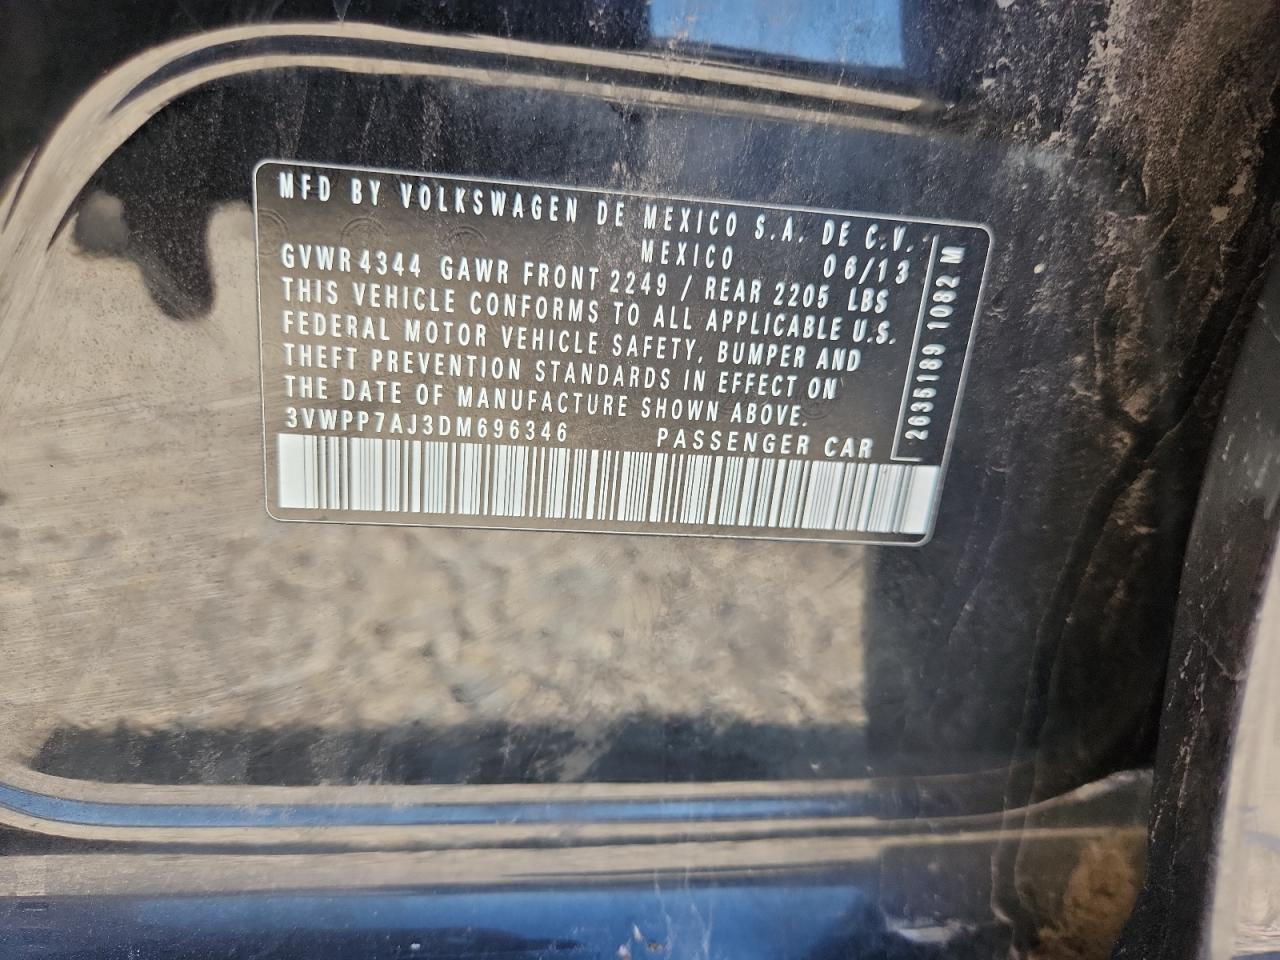 MFD BY VOLKSWAGEN DE MEXICO S.A. DE C.V.
MEXICO 06/13
GVWR4344 GAWR FRONT 2249 / REAR 2205 LBS
THIS VEHICLE CONFORMS TO ALL APPLICABLE U.S.
FEDERAL MOTOR VEHICLE SAFETY, BUMPER AND
THEFT PREVENTION STANDARDS IN EFFECT ON
THE DATE OF MANUFACTURE SHOWN ABOVE.
3VWPP7AJ3DM696346 PASSENGER CAR
2635189 1082 M